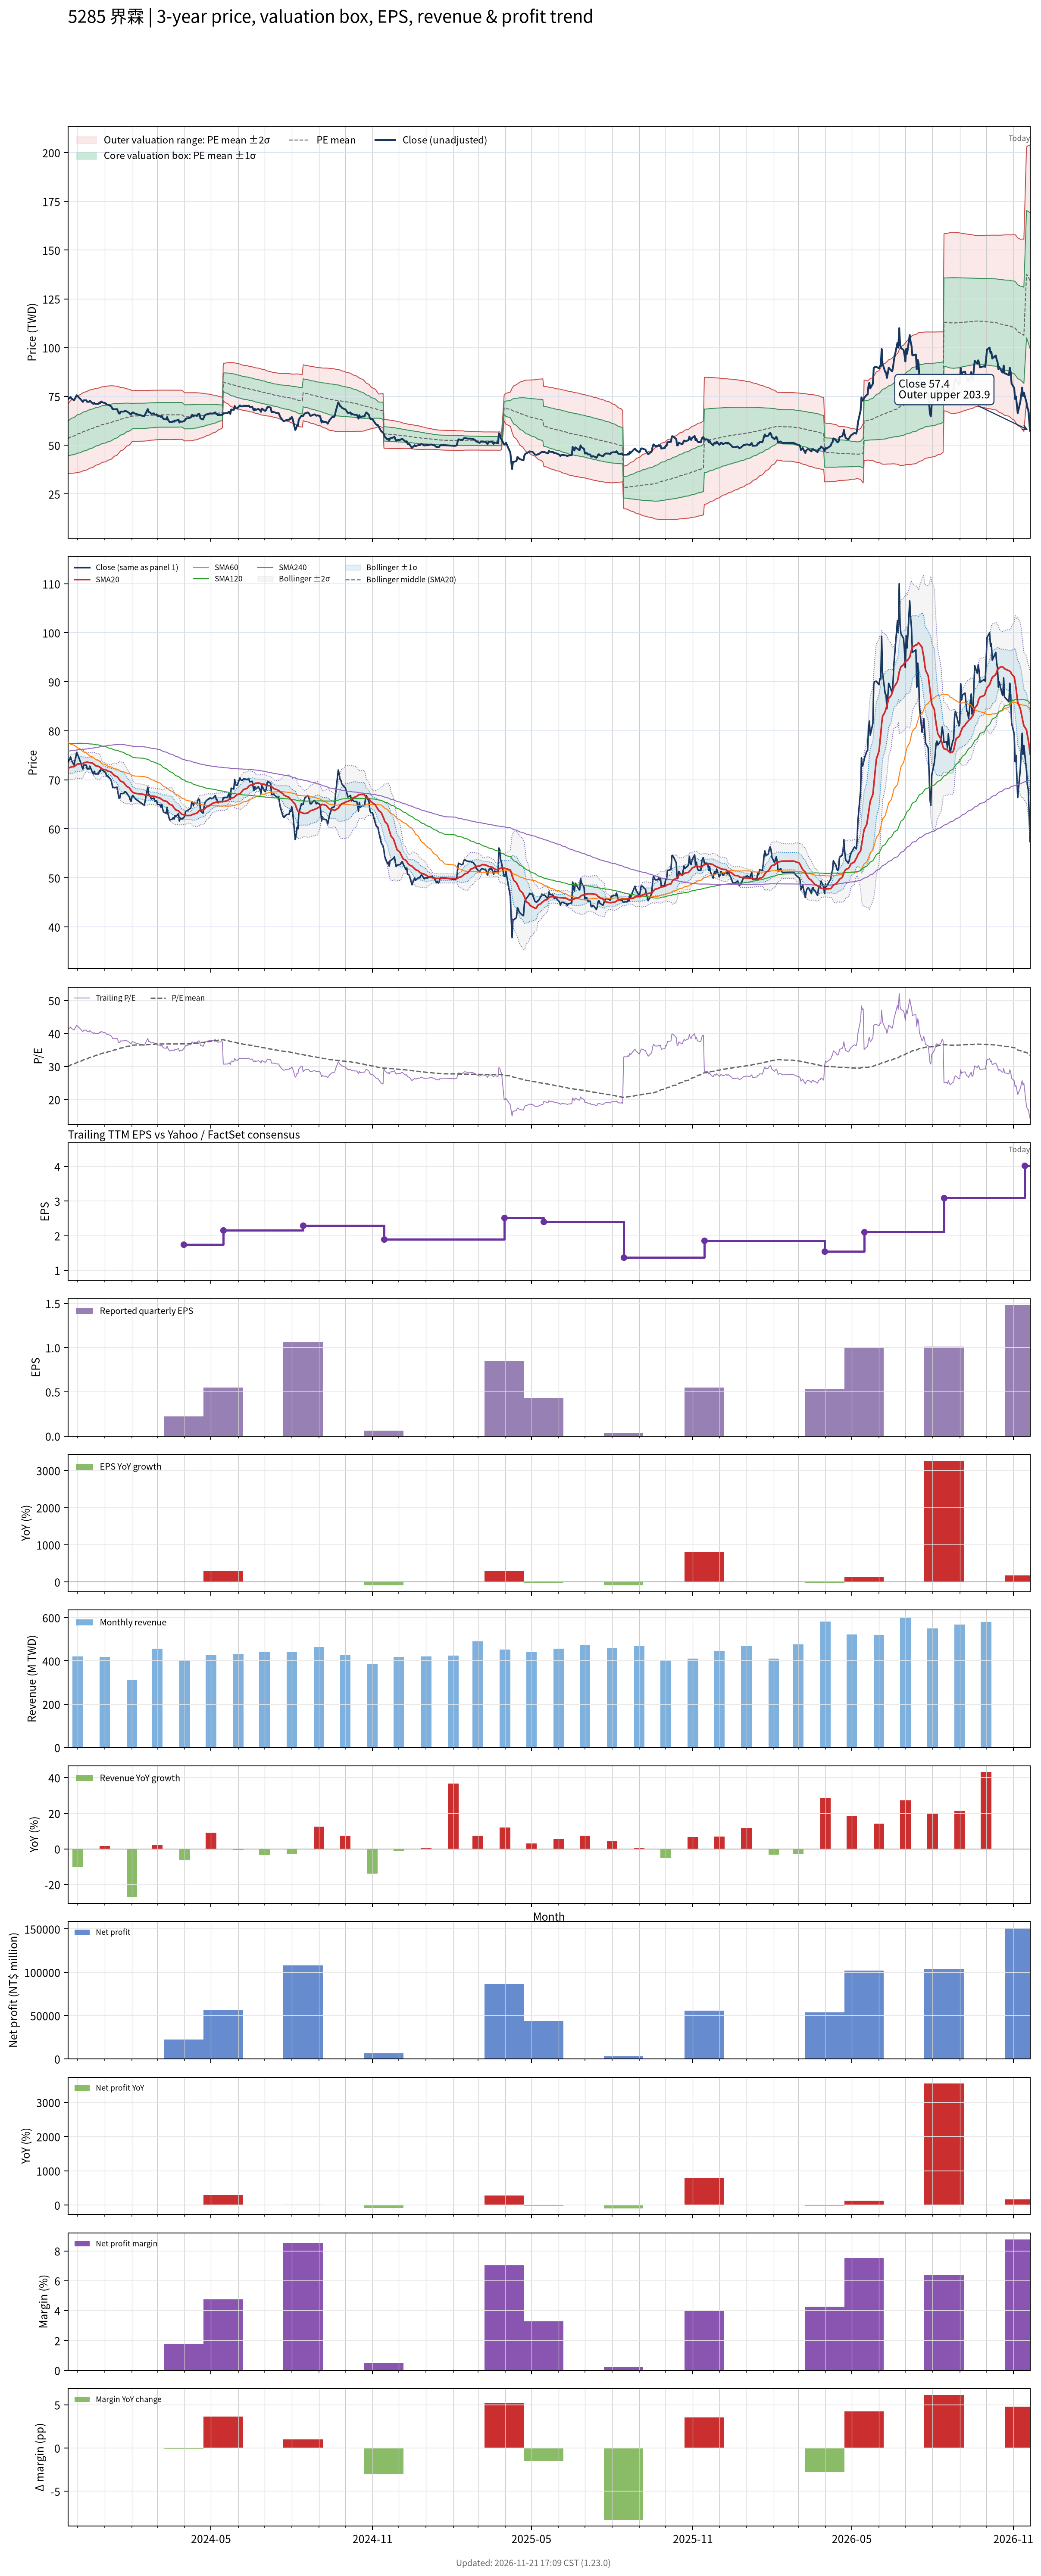 5285 界霖 | 3-year price, valuation box, EPS, revenue & profit trend
Outer valuation range: PE mean ±2σ
PE mean
Close (unadjusted)
Core valuation box: PE mean ±1σ
Today
Price (TWD)
200
175
150
125
100
75
50
25
Close 57.4
Outer upper 203.9
Close (same as panel 1)
SMA60
SMA240
Bollinger ±1σ
SMA20
SMA120
Bollinger ±2σ
Bollinger middle (SMA20)
Price
110
100
90
80
70
60
50
40
Trailing P/E
P/E mean
P/E
50
40
30
20
Trailing TTM EPS vs Yahoo / FactSet consensus
Today
EPS
4
3
2
1
Reported quarterly EPS
EPS
1.5
1.0
0.5
0.0
EPS YoY growth
YoY (%)
3000
2000
1000
0
Monthly revenue
Revenue (M TWD)
600
400
200
0
Revenue YoY growth
YoY (%)
40
20
0
-20
Month
Net profit
Net profit (NT$ million)
150000
100000
50000
0
Net profit YoY
YoY (%)
3000
2000
1000
0
Net profit margin
Margin (%)
8
6
4
2
0
Margin YoY change
Δ margin (pp)
5
0
-5
2024-05
2024-11
2025-05
2025-11
2026-05
2026-11
Updated: 2026-11-21 17:09 CST (1.23.0)